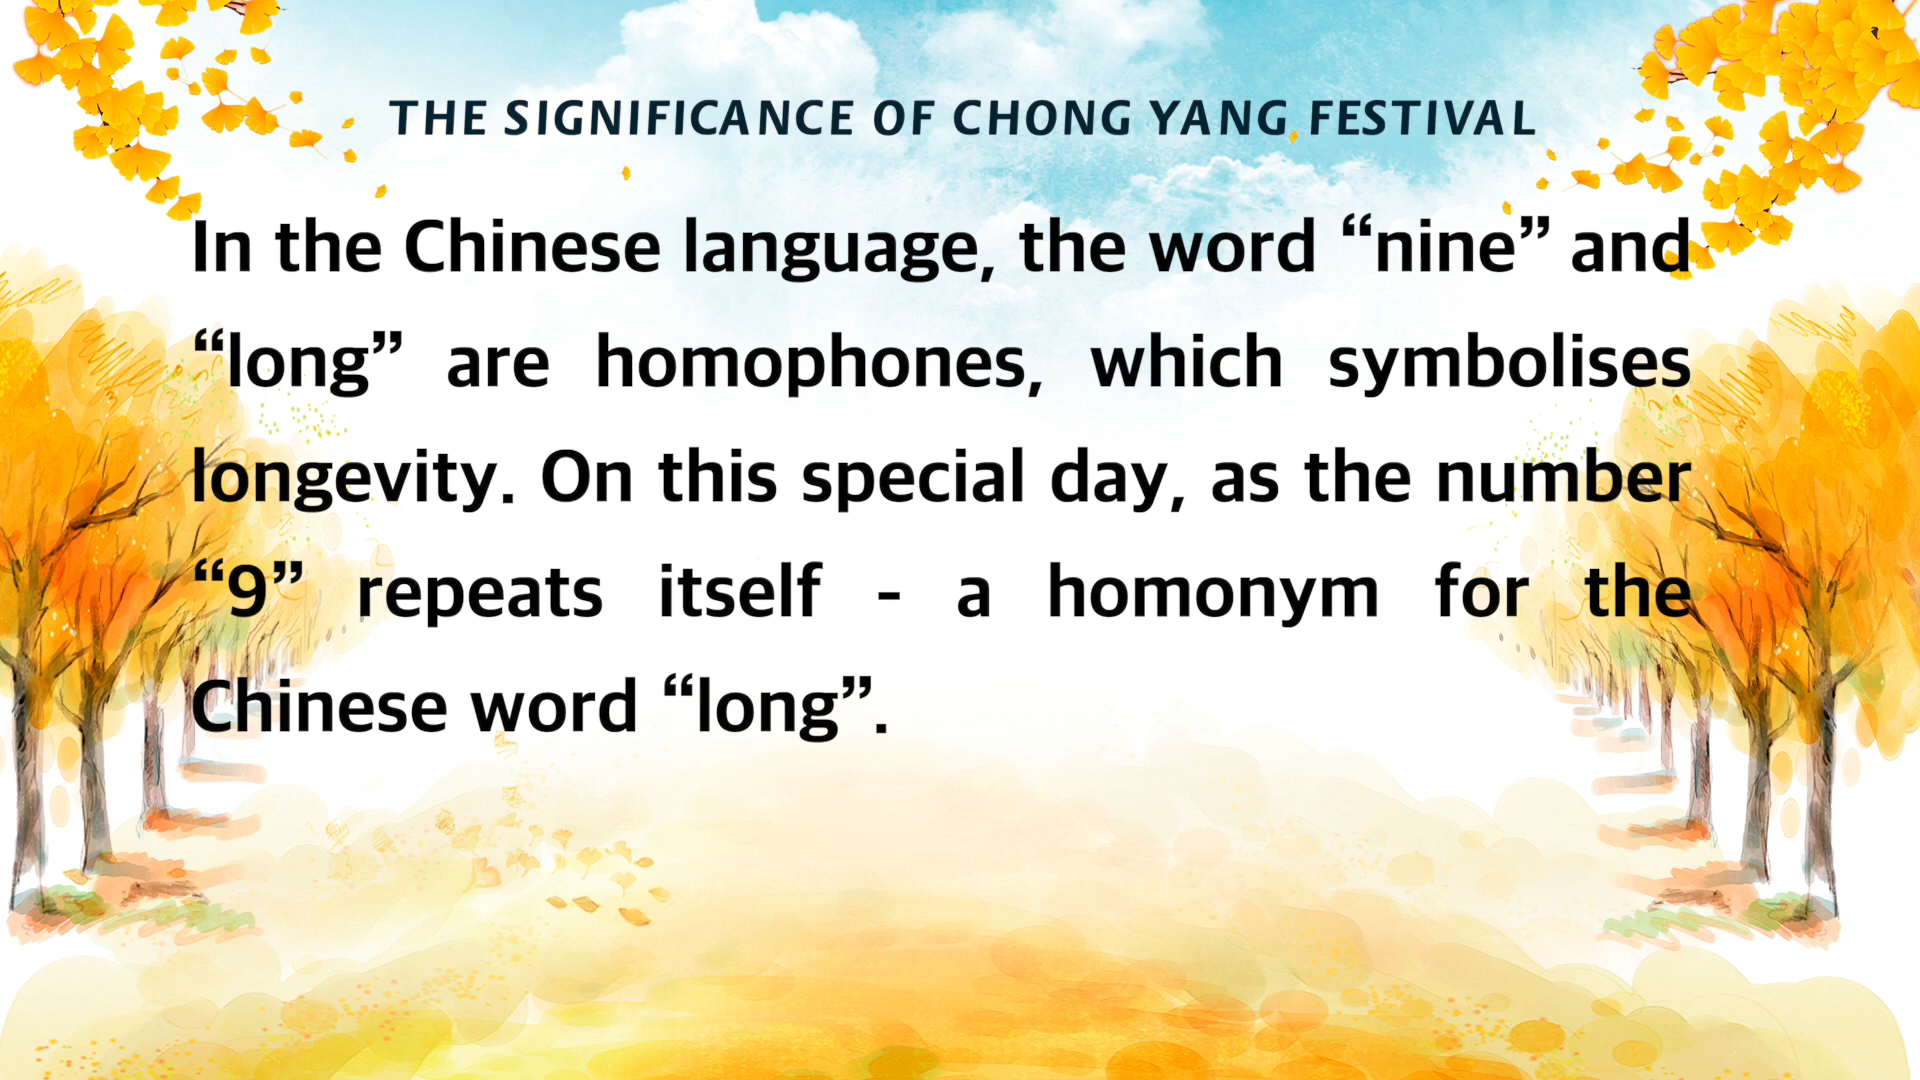 THE SIGNIFICANCE OF CHONG YANG FESTIVAL
In the Chinese language, the word “nine” and
“long” are homophones, which symbolises
longevity. On this special day, as the number
“9” repeats itself - a homonym for the
Chinese word “long”.